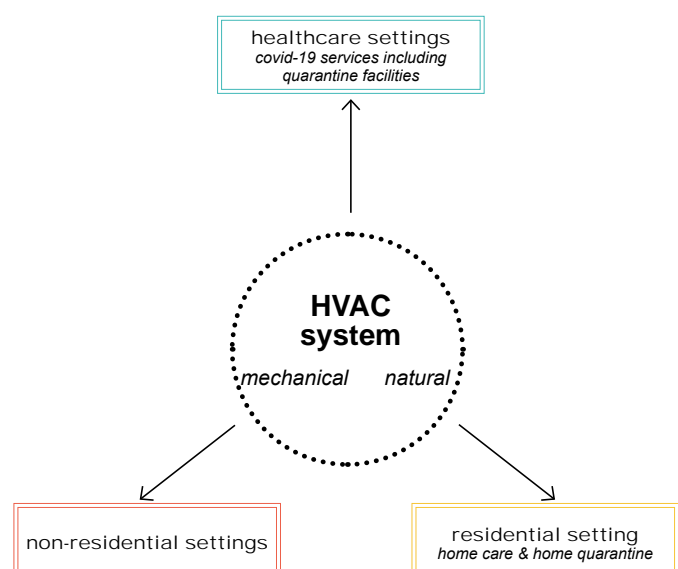 healthcare settings
covid-19 services including
quarantine facilities
HVAC
system
mechanical natural
non-residential settings
residential setting
home care & home quarantine